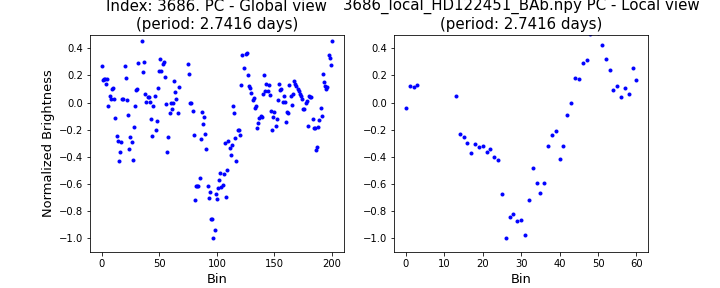 Index: 3686. PC - Global view
(period: 2.7416 days)
3686_local_HD122451_BAb.npy PC - Local view
(period: 2.7416 days)
Normalized Brightness
0.4
0.2
0.0
−0.2
−0.4
−0.6
−0.8
−1.0
0 50 100 150 200
Bin
0.4
0.2
0.0
−0.2
−0.4
−0.6
−0.8
−1.0
0 10 20 30 40 50 60
Bin